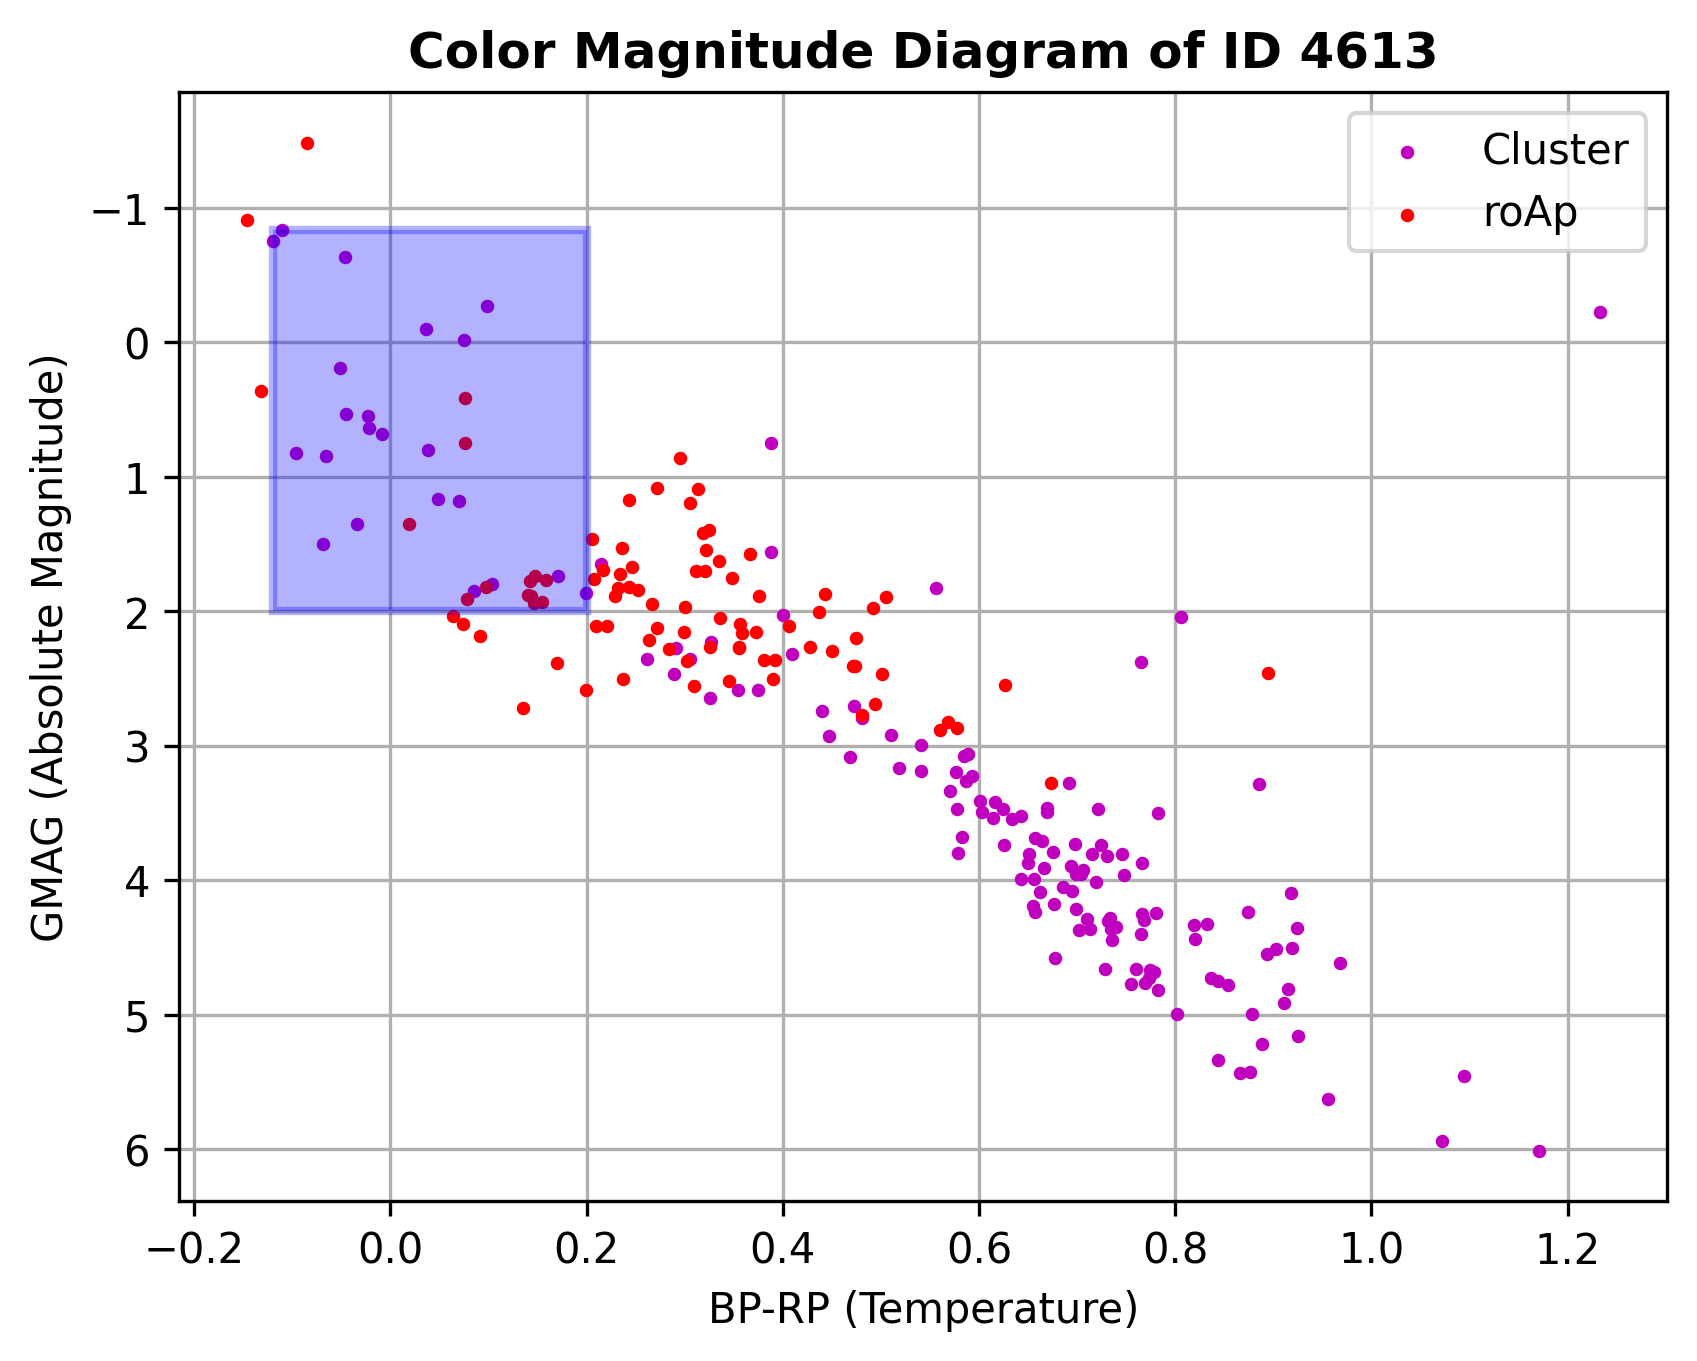 Color Magnitude Diagram of ID 4613
Cluster
roAp
−1
0
1
2
3
4
5
6
GMAG (Absolute Magnitude)
−0.2 0.0 0.2 0.4 0.6 0.8 1.0 1.2
BP-RP (Temperature)